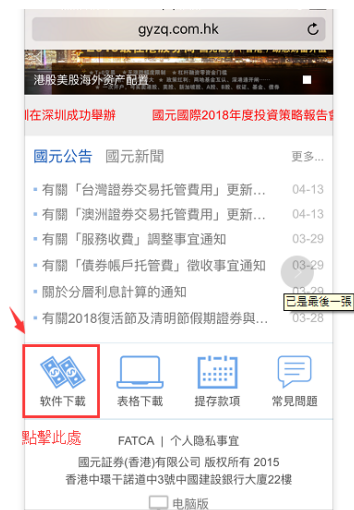 gyzq.com.hk
港股美股海外资产配置
在深圳成功舉辦 國元國際2018年度投資策略報告會
國元公告 國元新聞 更多...
有關「台灣證券交易托管費用」更新... 04-13
有關「澳洲證券交易托管費用」更新... 04-13
有關「服務收費」調整事宜通知 03-29
有關「債券帳戶托管費」徵收事宜通知 03-29
關於分層利息計算的通知 03-29
已是最後一張
有關2018復活節及清明節假期證券與... 03-28
软件下載 表格下載 提存款項 常見問題
點擊此處
FATCA | 个人隐私事宜
國元証券(香港)有限公司 版权所有 2015
香港中環干諾道中3號中國建設銀行大廈22樓
电脑版